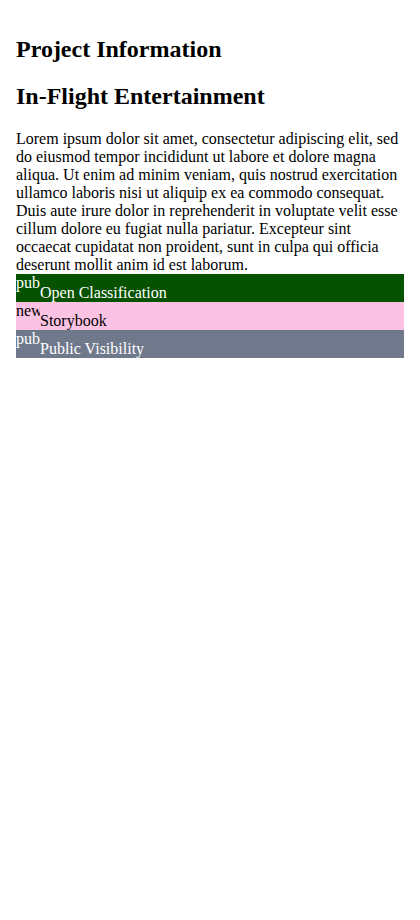 Project Information
In-Flight Entertainment
Lorem ipsum dolor sit amet, consectetur adipiscing elit, sed
do eiusmod tempor incididunt ut labore et dolore magna
aliqua. Ut enim ad minim veniam, quis nostrud exercitation
ullamco laboris nisi ut aliquip ex ea commodo consequat.
Duis aute irure dolor in reprehenderit in voluptate velit esse
cillum dolore eu fugiat nulla pariatur. Excepteur sint
occaecat cupidatat non proident, sunt in culpa qui officia
deserunt mollit anim id est laborum.
pub Open Classification
new Storybook
pub Public Visibility